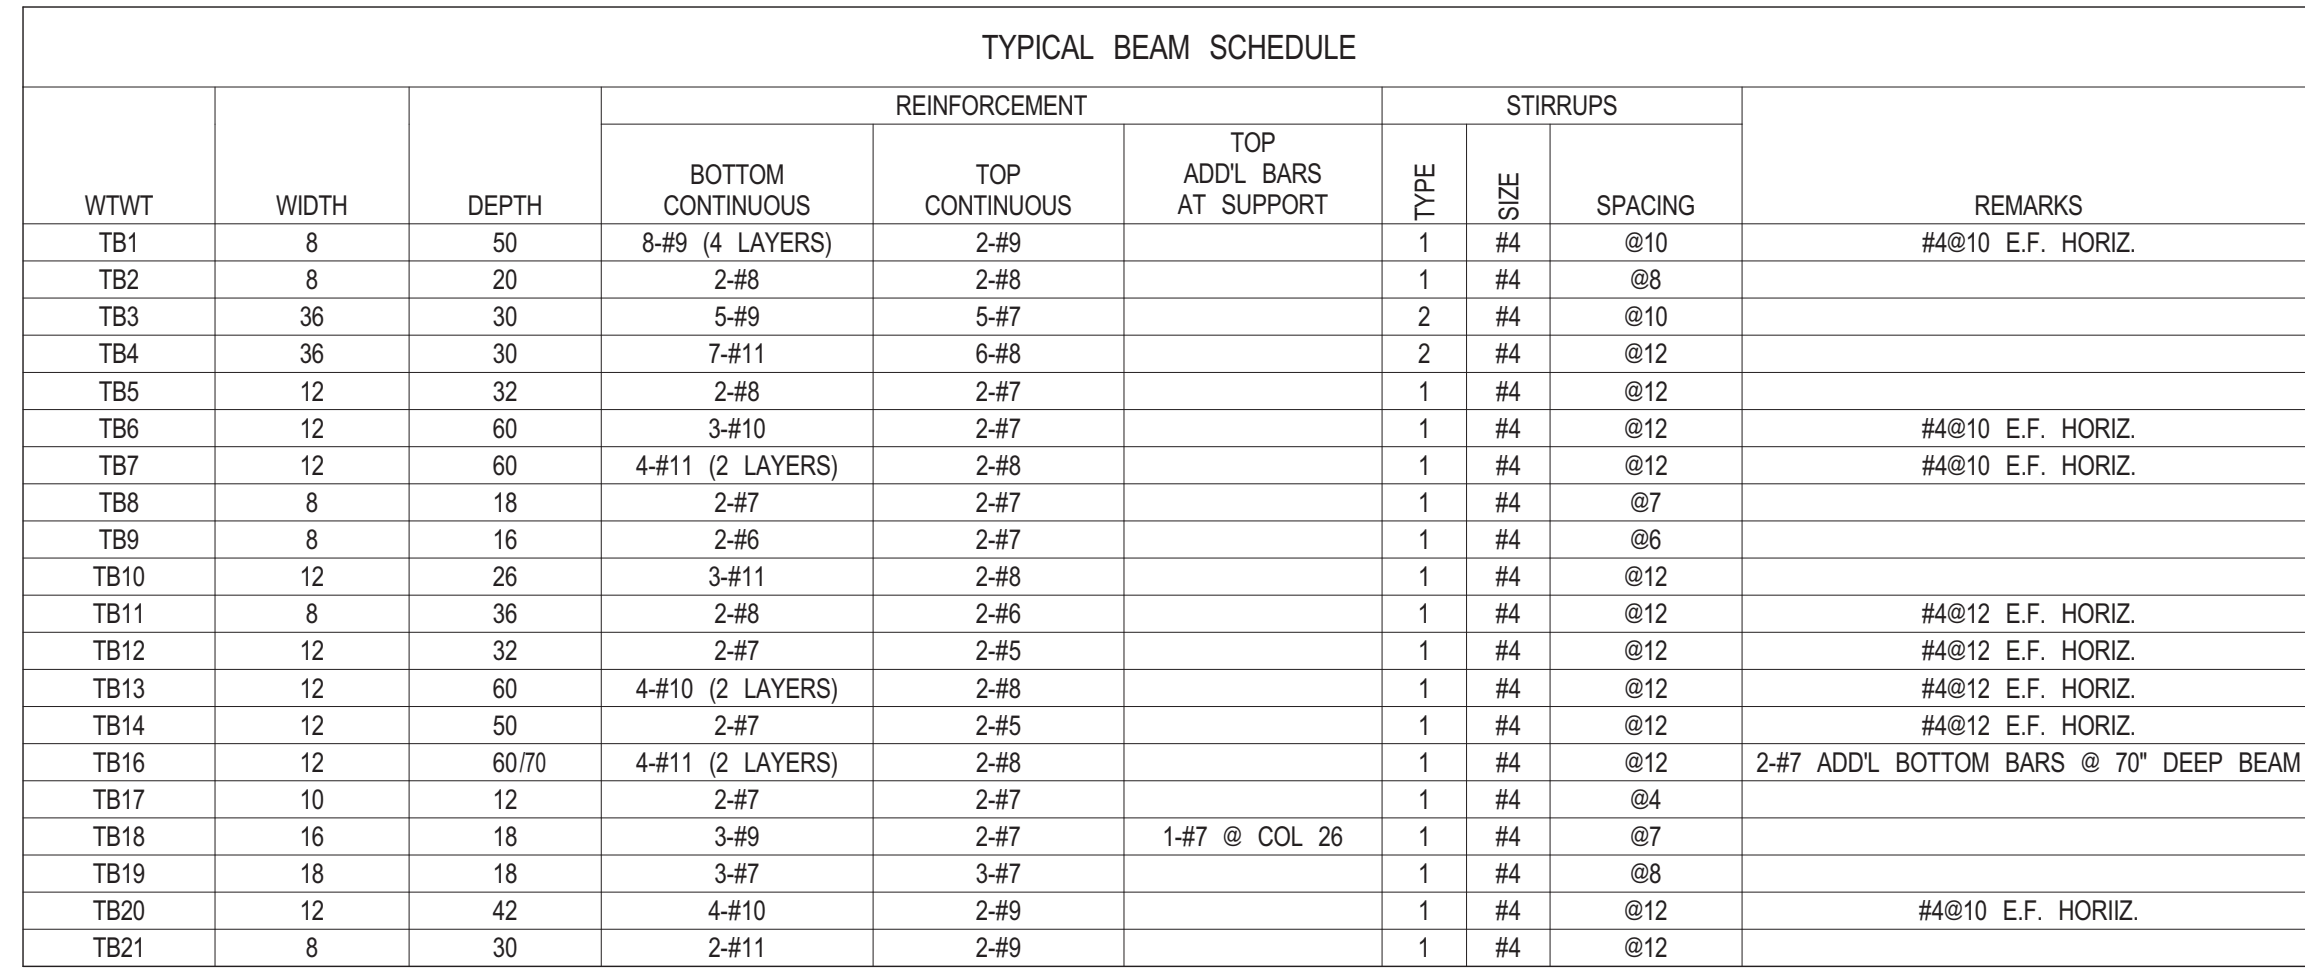 TYPICAL BEAM SCHEDULE
REINFORCEMENT STIRRUPS
WTWT WIDTH DEPTH BOTTOM CONTINUOUS TOP CONTINUOUS TOP ADD'L BARS AT SUPPORT TYPE SIZE SPACING REMARKS
TB1 8 50 8-#9 (4 LAYERS) 2-#9 1 #4 @10 #4@10 E.F. HORIZ.
TB2 8 20 2-#8 2-#8 1 #4 @8
TB3 36 30 5-#9 5-#7 2 #4 @10
TB4 36 30 7-#11 6-#8 2 #4 @12
TB5 12 32 2-#8 2-#7 1 #4 @12
TB6 12 60 3-#10 2-#7 1 #4 @12 #4@10 E.F. HORIZ.
TB7 12 60 4-#11 (2 LAYERS) 2-#8 1 #4 @12 #4@10 E.F. HORIZ.
TB8 8 18 2-#7 2-#7 1 #4 @7
TB9 8 16 2-#6 2-#7 1 #4 @6
TB10 12 26 3-#11 2-#8 1 #4 @12
TB11 8 36 2-#8 2-#6 1 #4 @12 #4@12 E.F. HORIZ.
TB12 12 32 2-#7 2-#5 1 #4 @12 #4@12 E.F. HORIZ.
TB13 12 60 4-#10 (2 LAYERS) 2-#8 1 #4 @12 #4@12 E.F. HORIZ.
TB14 12 50 2-#7 2-#5 1 #4 @12 #4@12 E.F. HORIZ.
TB16 12 60/70 4-#11 (2 LAYERS) 2-#8 1 #4 @12 2-#7 ADD'L BOTTOM BARS @ 70" DEEP BEAM
TB17 10 12 2-#7 2-#7 1 #4 @4
TB18 16 18 3-#9 2-#7 1-#7 @ COL 26 1 #4 @7
TB19 18 18 3-#7 3-#7 1 #4 @8
TB20 12 42 4-#10 2-#9 1 #4 @12 #4@10 E.F. HORIIZ.
TB21 8 30 2-#11 2-#9 1 #4 @12